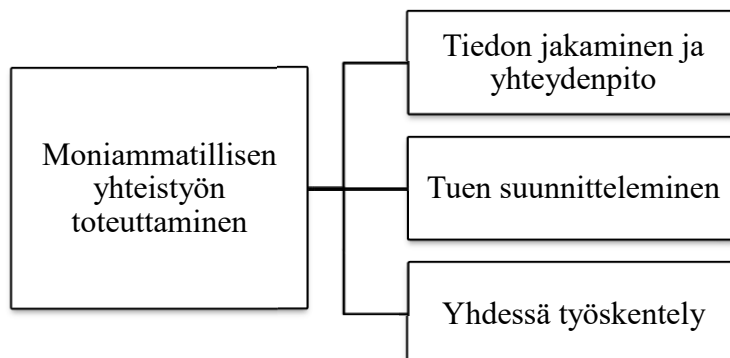 Moniammatillisen
yhteistyön
toteuttaminen
Tiedon jakaminen ja
yhteydenpito
Tuen suunnitteleminen
Yhdessä työskentely